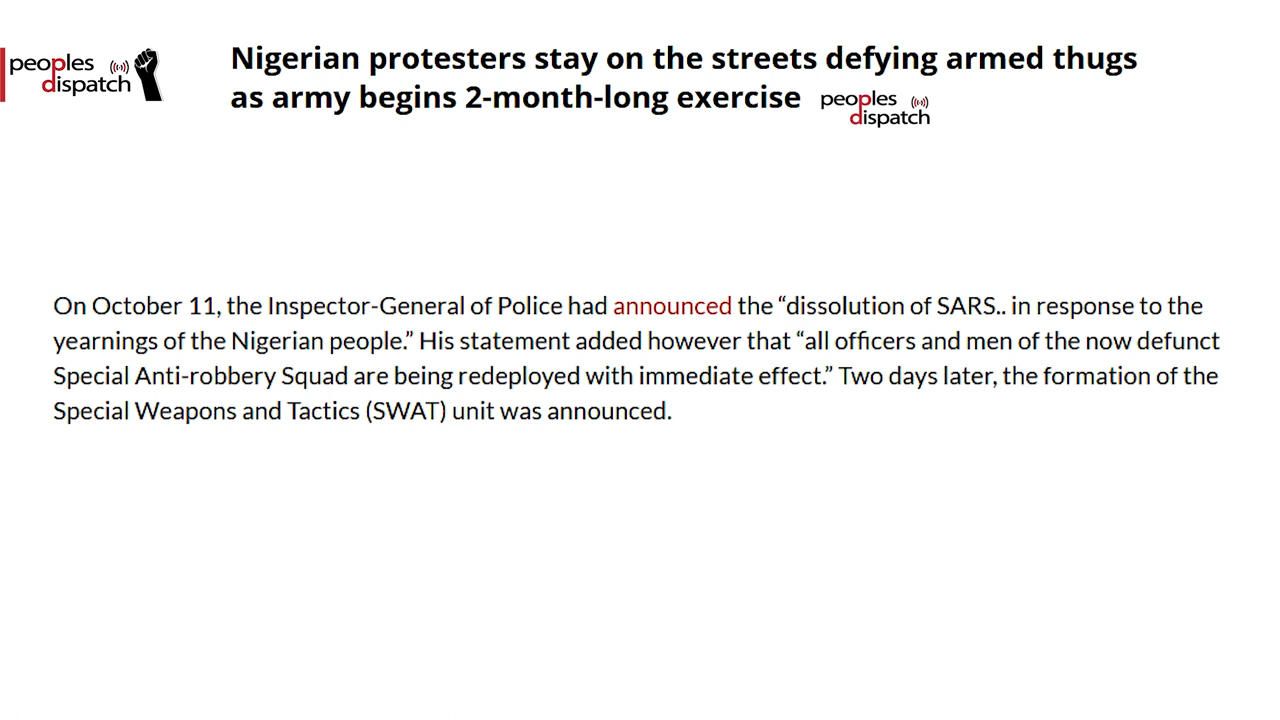 peoples
dispatch
Nigerian protesters stay on the streets defying armed thugs
as army begins 2-month-long exercise
peoples
dispatch
On October 11, the Inspector-General of Police had announced the “dissolution of SARS.. in response to the
yearnings of the Nigerian people.” His statement added however that “all officers and men of the now defunct
Special Anti-robbery Squad are being redeployed with immediate effect.” Two days later, the formation of the
Special Weapons and Tactics (SWAT) unit was announced.